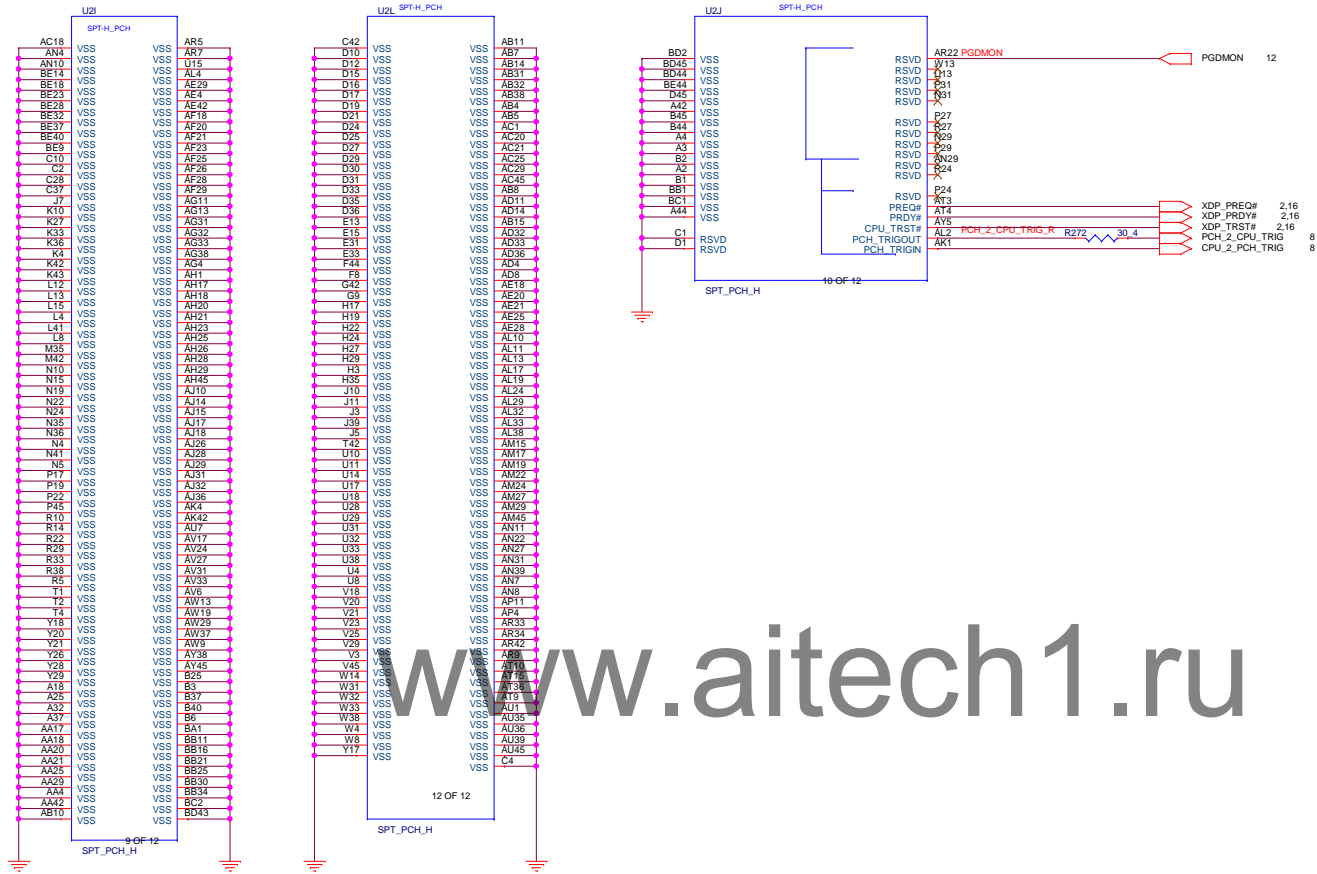 U2I
SPT-H_PCH
AC18 VSS VSS AR5
AN4 VSS VSS AR7
AN10 VSS VSS U15
BE14 VSS VSS AL4
BE18 VSS VSS AE29
BE23 VSS VSS AE4
BE28 VSS VSS AE42
BE32 VSS VSS AF18
BE37 VSS VSS AF20
BE40 VSS VSS AF21
BE9 VSS VSS AF23
C10 VSS VSS AF25
C2 VSS VSS AF26
C28 VSS VSS AF28
C37 VSS VSS AF29
J7 VSS VSS AG11
K10 VSS VSS AG13
K27 VSS VSS AG31
K33 VSS VSS AG32
K36 VSS VSS AG33
K4 VSS VSS AG38
K42 VSS VSS AG4
K43 VSS VSS AH1
L12 VSS VSS AH17
L13 VSS VSS AH18
L15 VSS VSS AH20
L4 VSS VSS AH21
L41 VSS VSS AH23
L8 VSS VSS AH25
M35 VSS VSS AH26
M42 VSS VSS AH28
N10 VSS VSS AH29
N15 VSS VSS AH45
N19 VSS VSS AJ10
N22 VSS VSS AJ14
N24 VSS VSS AJ15
N35 VSS VSS AJ17
N36 VSS VSS AJ18
N4 VSS VSS AJ26
N41 VSS VSS AJ28
N5 VSS VSS AJ29
P17 VSS VSS AJ31
P19 VSS VSS AJ32
P22 VSS VSS AJ36
P45 VSS VSS AK4
R10 VSS VSS AK42
R14 VSS VSS AU7
R22 VSS VSS AV17
R29 VSS VSS AV24
R33 VSS VSS AV27
R38 VSS VSS AV31
R5 VSS VSS AV33
T1 VSS VSS AV6
T2 VSS VSS AW13
T4 VSS VSS AW19
Y18 VSS VSS AW29
Y20 VSS VSS AW37
Y21 VSS VSS AW9
Y26 VSS VSS AY38
Y28 VSS VSS AY45
Y29 VSS VSS B25
A18 VSS VSS B3
A25 VSS VSS B37
A32 VSS VSS B40
A37 VSS VSS B6
AA17 VSS VSS BA1
AA18 VSS VSS BB11
AA20 VSS VSS BB16
AA21 VSS VSS BB21
AA25 VSS VSS BB25
AA29 VSS VSS BB30
AA4 VSS VSS BB34
AA42 VSS VSS BC2
AB10 VSS VSS BD43
9 OF 12
SPT_PCH_H
U2L
SPT-H_PCH
C42 VSS VSS AB11
D10 VSS VSS AB7
D12 VSS VSS AB14
D15 VSS VSS AB31
D16 VSS VSS AB32
D17 VSS VSS AB38
D19 VSS VSS AB4
D21 VSS VSS AB5
D24 VSS VSS AC1
D25 VSS VSS AC20
D27 VSS VSS AC21
D29 VSS VSS AC25
D30 VSS VSS AC29
D31 VSS VSS AC45
D33 VSS VSS AB8
D35 VSS VSS AD11
D36 VSS VSS AD14
E13 VSS VSS AB15
E15 VSS VSS AD32
E31 VSS VSS AD33
E33 VSS VSS AD36
F44 VSS VSS AD4
F8 VSS VSS AD8
G42 VSS VSS AE18
G9 VSS VSS AE20
H17 VSS VSS AE21
H19 VSS VSS AE25
H22 VSS VSS AE28
H24 VSS VSS AL10
H27 VSS VSS AL11
H29 VSS VSS AL13
H3 VSS VSS AL17
H35 VSS VSS AL19
J10 VSS VSS AL24
J11 VSS VSS AL29
J3 VSS VSS AL32
J39 VSS VSS AL33
J5 VSS VSS AL38
T42 VSS VSS AM15
U10 VSS VSS AM17
U11 VSS VSS AM19
U14 VSS VSS AM22
U17 VSS VSS AM24
U18 VSS VSS AM27
U28 VSS VSS AM29
U29 VSS VSS AM45
U31 VSS VSS AN11
U32 VSS VSS AN22
U33 VSS VSS AN27
U38 VSS VSS AN31
U4 VSS VSS AN39
U8 VSS VSS AN7
V18 VSS VSS AN8
V20 VSS VSS AP11
V21 VSS VSS AP4
V23 VSS VSS AR33
V25 VSS VSS AR34
V29 VSS VSS AR42
V3 VSS VSS AR9
V45 VSS VSS AT10
W14 VSS VSS AT15
W31 VSS VSS AT36
W32 VSS VSS AT9
W33 VSS VSS AU1
W38 VSS VSS AU35
W4 VSS VSS AU36
W8 VSS VSS AU39
Y17 VSS VSS AU45
VSS C4
12 OF 12
SPT_PCH_H
U2J
SPT-H_PCH
BD2 VSS
BD45 VSS
BD44 VSS
BE44 VSS
D45 VSS
A42 VSS
B45 VSS
B44 VSS
A4 VSS
A3 VSS
B2 VSS
A2 VSS
B1 VSS
BB1 VSS
BC1 VSS
A44 VSS
C1 RSVD
D1 RSVD
RSVD AR22 PGDMON PGDMON 12
RSVD W13
RSVD U13
RSVD P31
RSVD N31
RSVD P27
RSVD R27
RSVD N29
RSVD P29
RSVD AN29
RSVD R24
RSVD P24
PREQ# AT3 XDP_PREQ# 2,16
PRDY# AT4 XDP_PRDY# 2,16
CPU_TRST# AY5 XDP_TRST# 2,16
PCH_TRIGOUT AL2 PCH_2_CPU_TRIG_R R272 30_4 PCH_2_CPU_TRIG 8
PCH_TRIGIN AK1 CPU_2_PCH_TRIG 8
10 OF 12
SPT_PCH_H
www.aitech1.ru